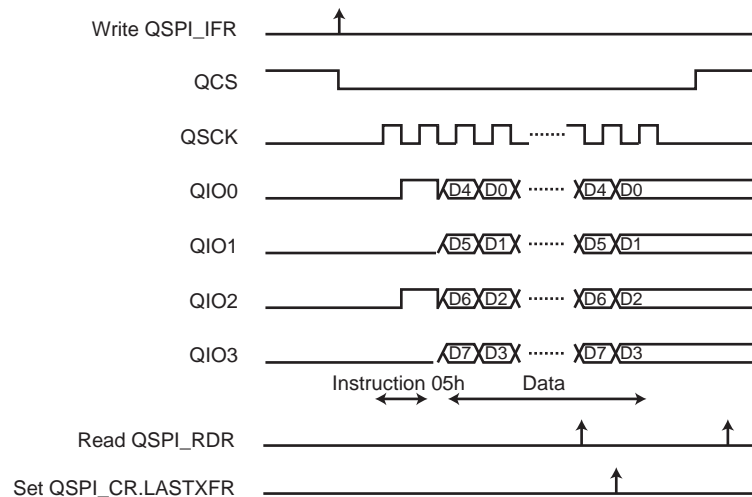 Write QSPI_IFR
QCS
QSCK
QIO0 D4 D0 D4 D0
QIO1 D5 D1 D5 D1
QIO2 D6 D2 D6 D2
QIO3 D7 D3 D7 D3
Instruction 05h Data
Read QSPI_RDR
Set QSPI_CR.LASTXFR